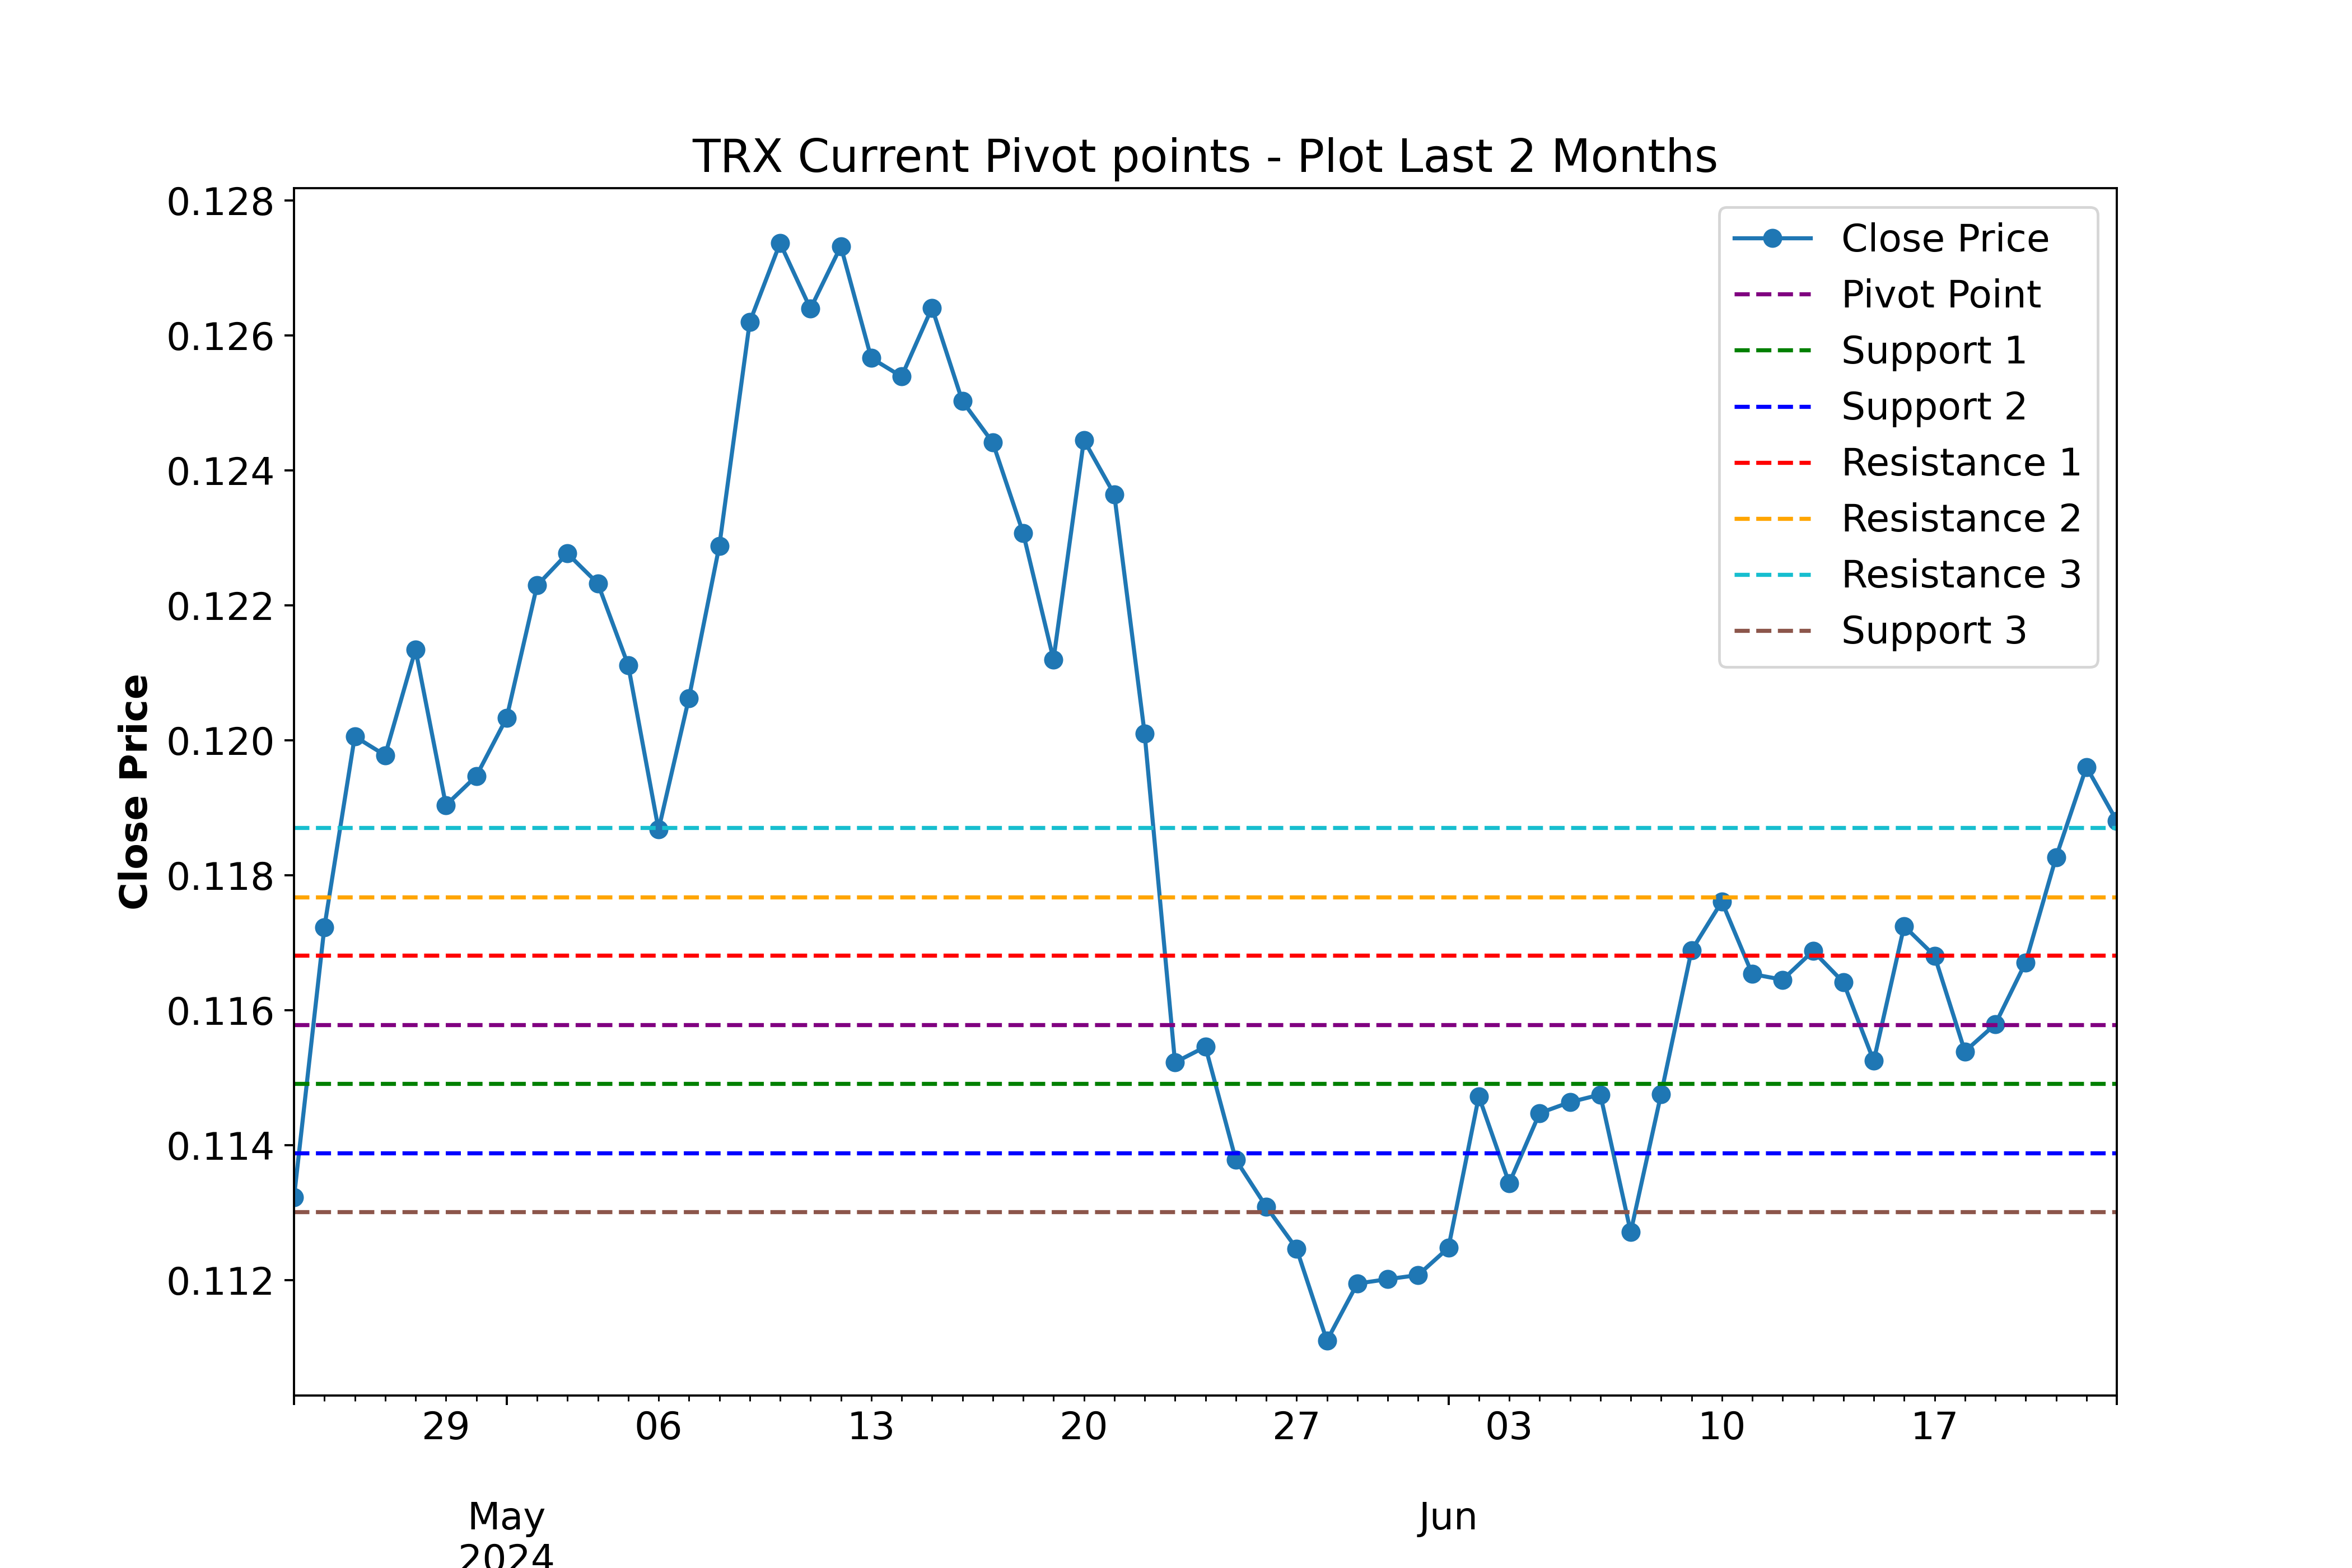 TRX Current Pivot points - Plot Last 2 Months
0.128
0.126
0.124
0.122
0.120
0.118
0.116
0.114
0.112
Close Price
Close Price
Pivot Point
Support 1
Support 2
Resistance 1
Resistance 2
Resistance 3
Support 3
29 06 13 20 27 03 10 17
May Jun
2024